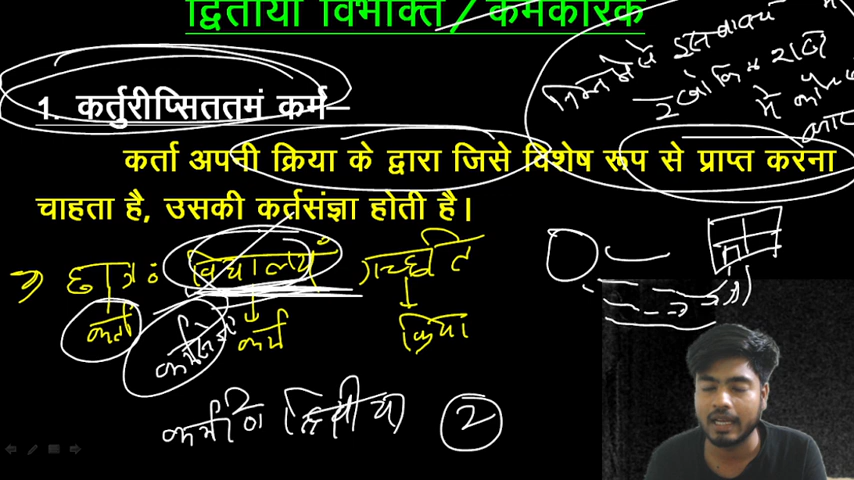 द्वितीया विभक्ति/कर्मकारक
1. कर्तुरीप्सिततमं कर्म–
कर्ता अपनी क्रिया के द्वारा जिसे विशेष रूप से प्राप्त करना
चाहता है, उसकी कर्तसंज्ञा होती है।
छात्रः विद्यालयं गच्छति
कर्ता कर्म क्रिया
कर्मणि द्वितीया 2